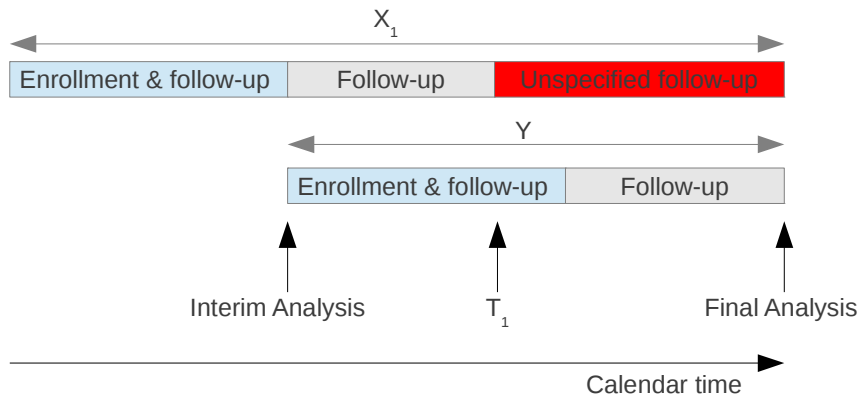 X₁
Enrollment & follow-up Follow-up Unspecified follow-up
Y
Enrollment & follow-up Follow-up
Interim Analysis T₁ Final Analysis
Calendar time